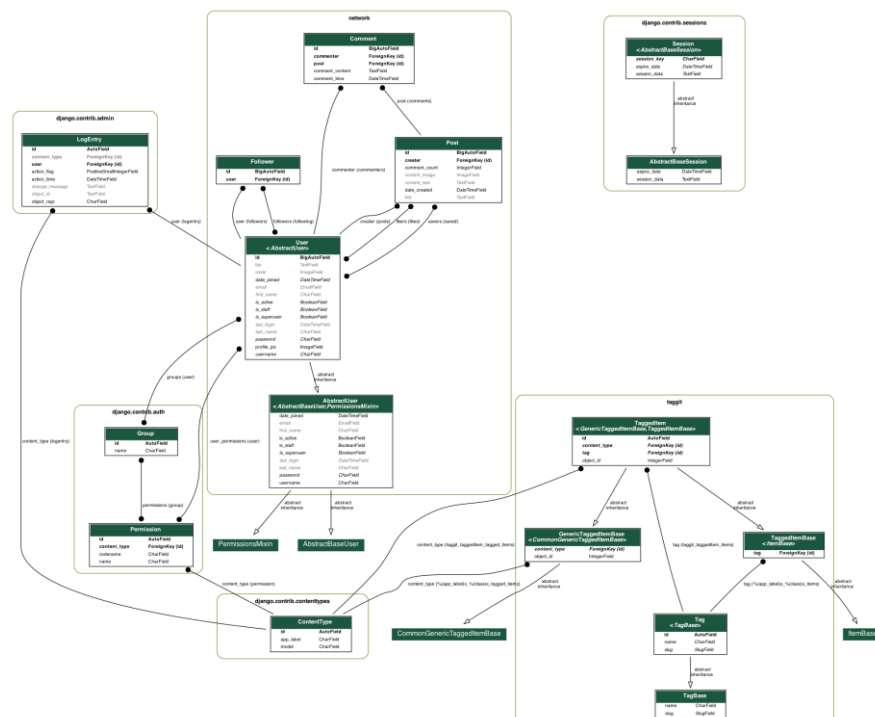 network
Comment
id BigAutoField
commenter ForeignKey (id)
post ForeignKey (id)
comment_content TextField
comment_time DateTimeField
django.contrib.sessions
Session
<AbstractBaseSession>
session_key CharField
expire_date DateTimeField
session_data TextField
abstract
inheritance
AbstractBaseSession
expire_date DateTimeField
session_data TextField
django.contrib.admin
LogEntry
id AutoField
content_type ForeignKey (id)
user ForeignKey (id)
action_flag PositiveSmallIntegerField
action_time DateTimeField
change_message TextField
object_id TextField
object_repr CharField
post (comments)
Post
id BigAutoField
creater ForeignKey (id)
comment_count IntegerField
content_image ImageField
content_text TextField
date_created DateTimeField
TextField
Follower
id BigAutoField
user ForeignKey (id)
commenter (commenters)
user (logentry)
user (followers)
followers (following)
creater (posts)
likers (likes)
savers (saved)
User
<AbstractUser>
id BigAutoField
bio TextField
cover ImageField
date_joined DateTimeField
email EmailField
first_name CharField
is_active BooleanField
is_staff BooleanField
is_superuser BooleanField
last_login DateTimeField
last_name CharField
password CharField
profile_pic ImageField
username CharField
groups (user)
abstract
inheritance
AbstractUser
<AbstractBaseUser,PermissionsMixin>
date_joined DateTimeField
email EmailField
first_name CharField
is_active BooleanField
is_staff BooleanField
is_superuser BooleanField
last_login DateTimeField
last_name CharField
password CharField
username CharField
content_type (logentry)
django.contrib.auth
Group
id AutoField
name CharField
user_permissions (user)
permissions (group)
Permission
id AutoField
content_type ForeignKey (id)
codename CharField
name CharField
abstract
inheritance
abstract
inheritance
PermissionsMixin
AbstractBaseUser
content_type (permission)
django.contrib.contenttypes
ContentType
id AutoField
app_label CharField
model CharField
taggit
TaggedItem
<GenericTaggedItemBase,TaggedItemBase>
id AutoField
content_type ForeignKey (id)
tag ForeignKey (id)
object_id IntegerField
abstract
inheritance
abstract
inheritance
content_type (taggit_taggeditem_tagged_items)
GenericTaggedItemBase
<CommonGenericTaggedItemBase>
content_type ForeignKey (id)
object_id IntegerField
tag (taggit_taggeditem_items)
TaggedItemBase
<ItemBase>
tag ForeignKey (id)
content_type (%(app_label)s_%(class)s_tagged_items)
abstract
inheritance
tag (%(app_label)s_%(class)s_items)
abstract
inheritance
CommonGenericTaggedItemBase
Tag
<TagBase>
id AutoField
name CharField
slug SlugField
ItemBase
abstract
inheritance
TagBase
name CharField
slug SlugField